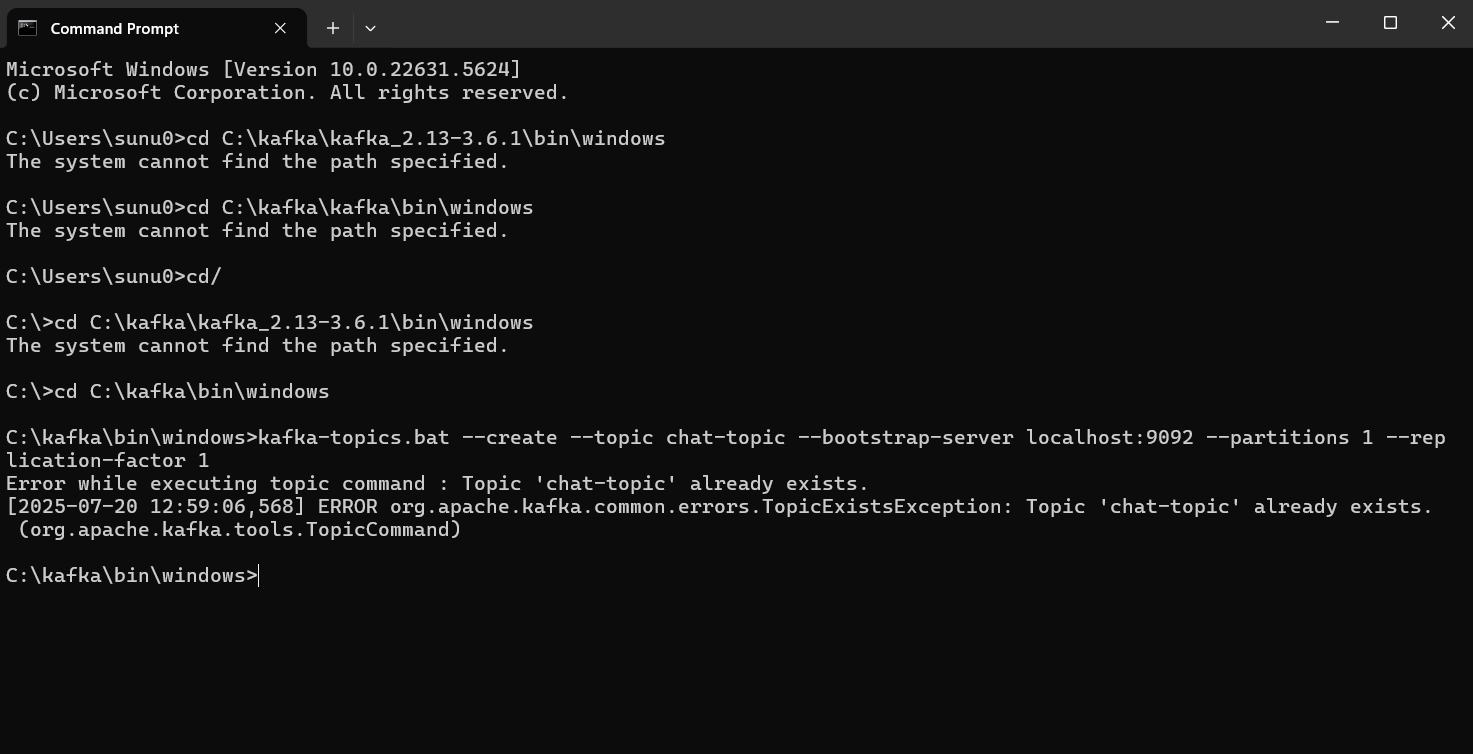 Command Prompt
Microsoft Windows [Version 10.0.22631.5624]
(c) Microsoft Corporation. All rights reserved.
C:\Users\sunu0>cd C:\kafka\kafka_2.13-3.6.1\bin\windows
The system cannot find the path specified.
C:\Users\sunu0>cd C:\kafka\kafka\bin\windows
The system cannot find the path specified.
C:\Users\sunu0>cd/
C:\>cd C:\kafka\kafka_2.13-3.6.1\bin\windows
The system cannot find the path specified.
C:\>cd C:\kafka\bin\windows
C:\kafka\bin\windows>kafka-topics.bat --create --topic chat-topic --bootstrap-server localhost:9092 --partitions 1 --rep
lication-factor 1
Error while executing topic command : Topic 'chat-topic' already exists.
[2025-07-20 12:59:06,568] ERROR org.apache.kafka.common.errors.TopicExistsException: Topic 'chat-topic' already exists.
 (org.apache.kafka.tools.TopicCommand)
C:\kafka\bin\windows>